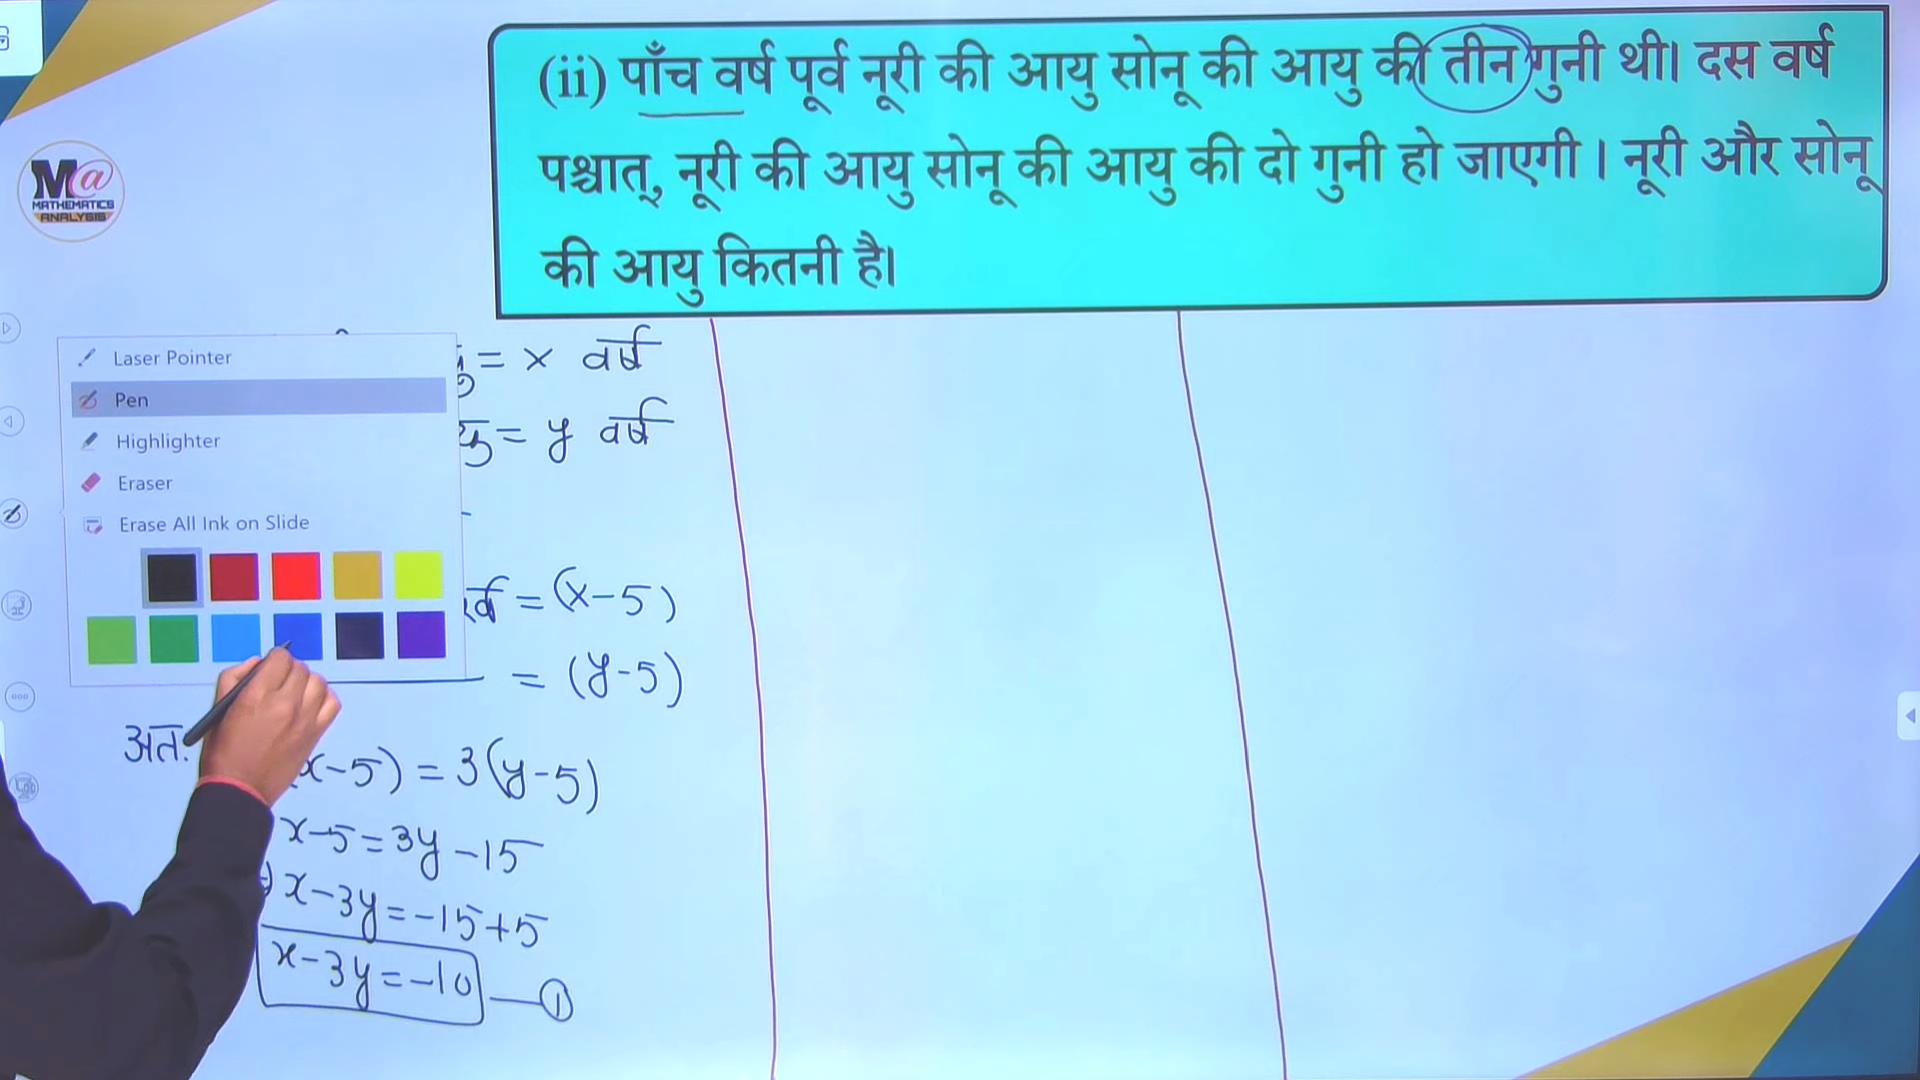 (ii) पाँच वर्ष पूर्व नूरी की आयु सोनू की आयु की तीन गुनी थी। दस वर्ष
पश्चात्, नूरी की आयु सोनू की आयु की दो गुनी हो जाएगी । नूरी और सोनू
की आयु कितनी है।
M@
MATHEMATICS
ANALYSIS
Laser Pointer
Pen
Highlighter
Eraser
Erase All Ink on Slide
= x वर्ष
= y वर्ष
= (x-5)
= (y-5)
अत:
x-5) = 3(y-5)
x-5=3y-15
x-3y=-15+5
x-3y=-10 — ①